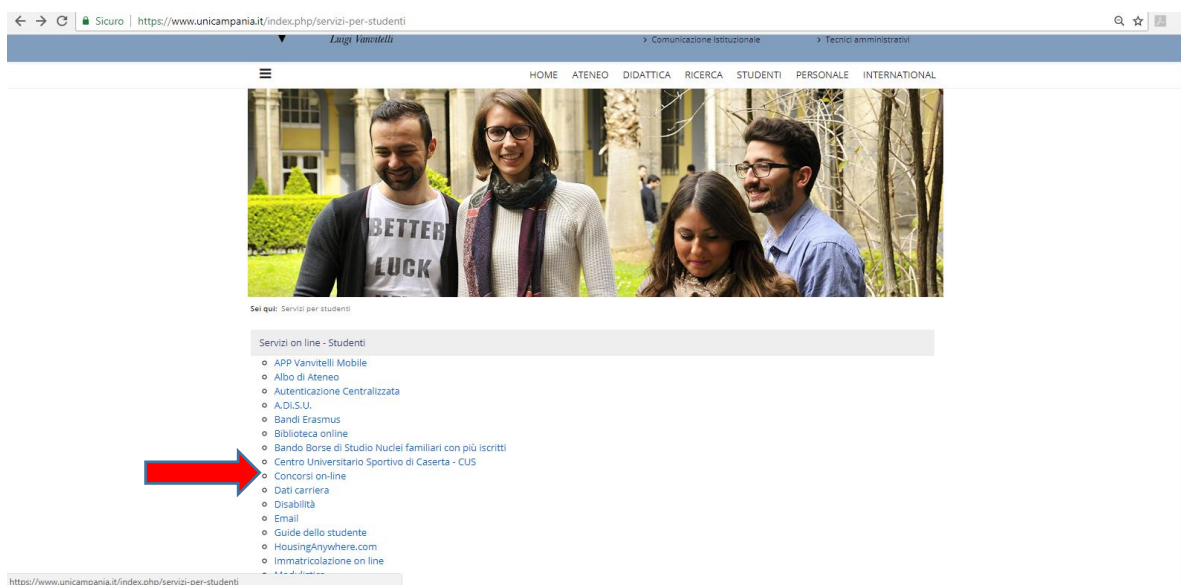 Sicuro | https://www.unicampania.it/index.php/servizi-per-studenti
Luigi Vanvitelli
› Comunicazione Istituzionale › Tecnici amministrativi
HOME ATENEO DIDATTICA RICERCA STUDENTI PERSONALE INTERNATIONAL
BETTER
LUCK
Sei qui: Servizi per studenti
Servizi on line - Studenti
APP Vanvitelli Mobile
Albo di Ateneo
Autenticazione Centralizzata
A.Di.S.U.
Bandi Erasmus
Biblioteca online
Bando Borse di Studio Nuclei familiari con più iscritti
Centro Universitario Sportivo di Caserta - CUS
Concorsi on-line
Dati carriera
Disabilità
Email
Guide dello studente
HousingAnywhere.com
Immatricolazione on line
Modulistica
https://www.unicampania.it/index.php/servizi-per-studenti